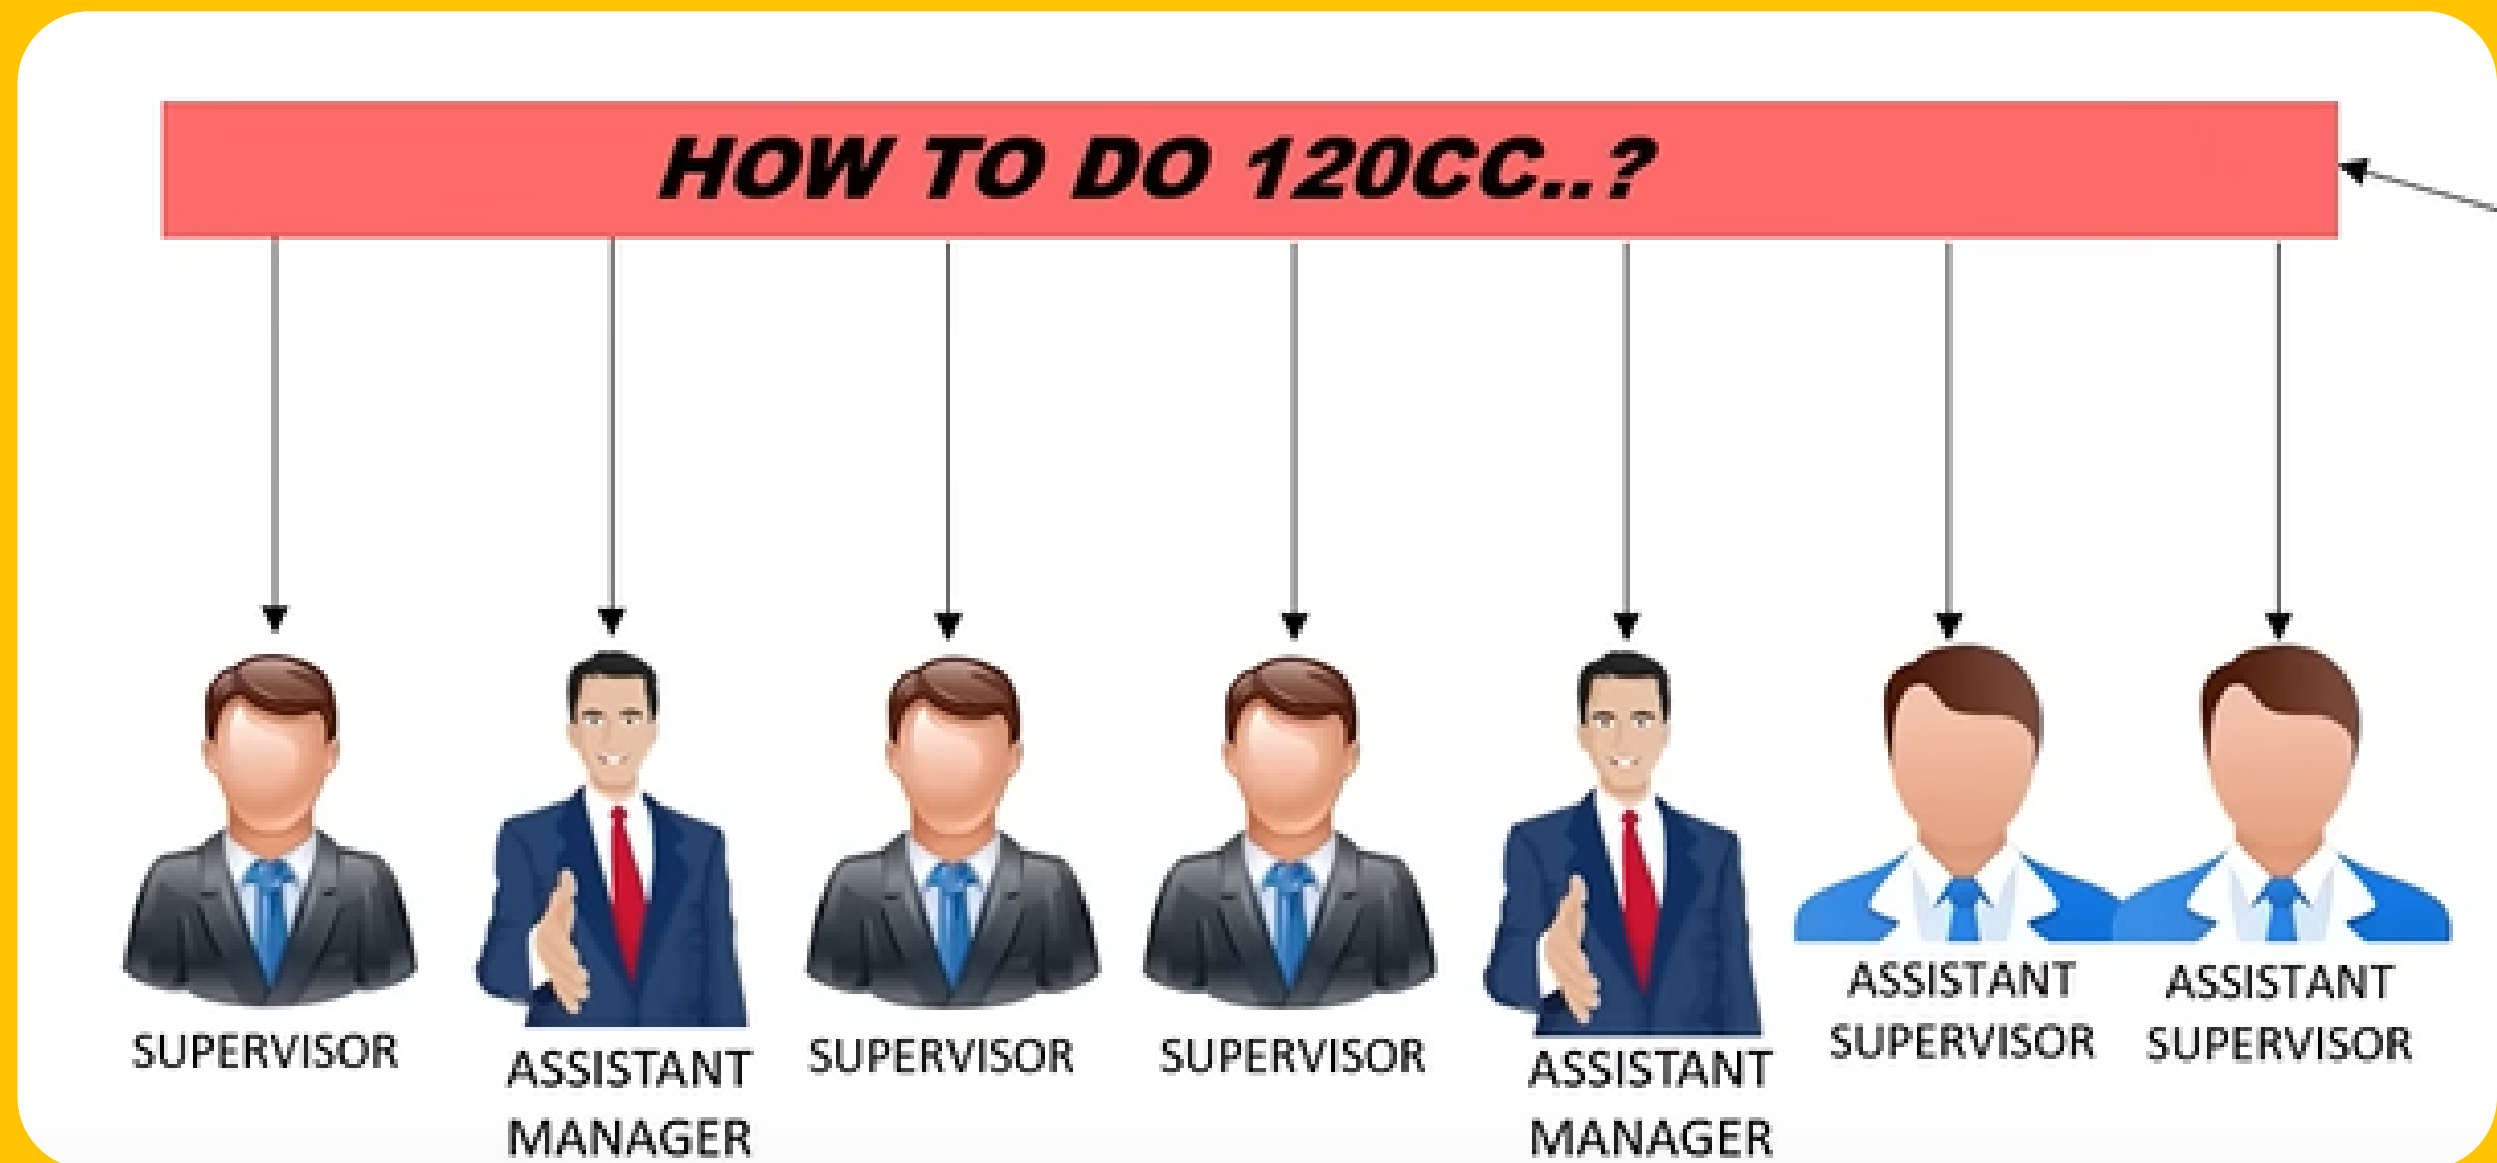 HOW TO DO 120CC..?
SUPERVISOR
ASSISTANT
MANAGER
SUPERVISOR
SUPERVISOR
ASSISTANT
MANAGER
ASSISTANT
SUPERVISOR
ASSISTANT
SUPERVISOR